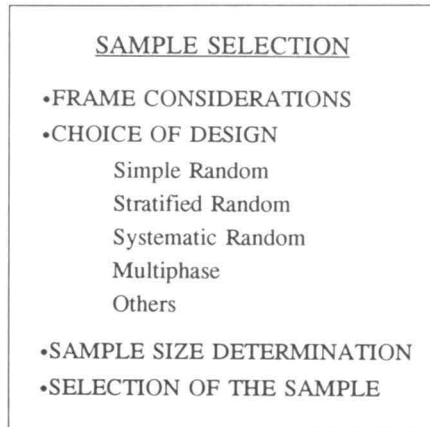 SAMPLE SELECTION
•FRAME CONSIDERATIONS
•CHOICE OF DESIGN
Simple Random
Stratified Random
Systematic Random
Multiphase
Others
•SAMPLE SIZE DETERMINATION
•SELECTION OF THE SAMPLE